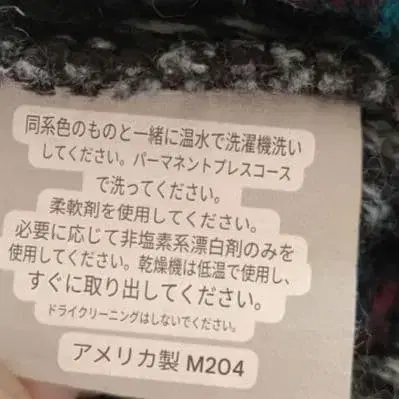 同系色のものと一緒に温水で洗濯機洗い
してください。パーマネントプレスコース
で洗ってください。
柔軟剤を使用してください。
必要に応じて非塩素系漂白剤のみを
使用してください。乾燥機は低温で使用し、
すぐに取り出してください。
ドライクリーニングはしないでください。
アメリカ製 M204